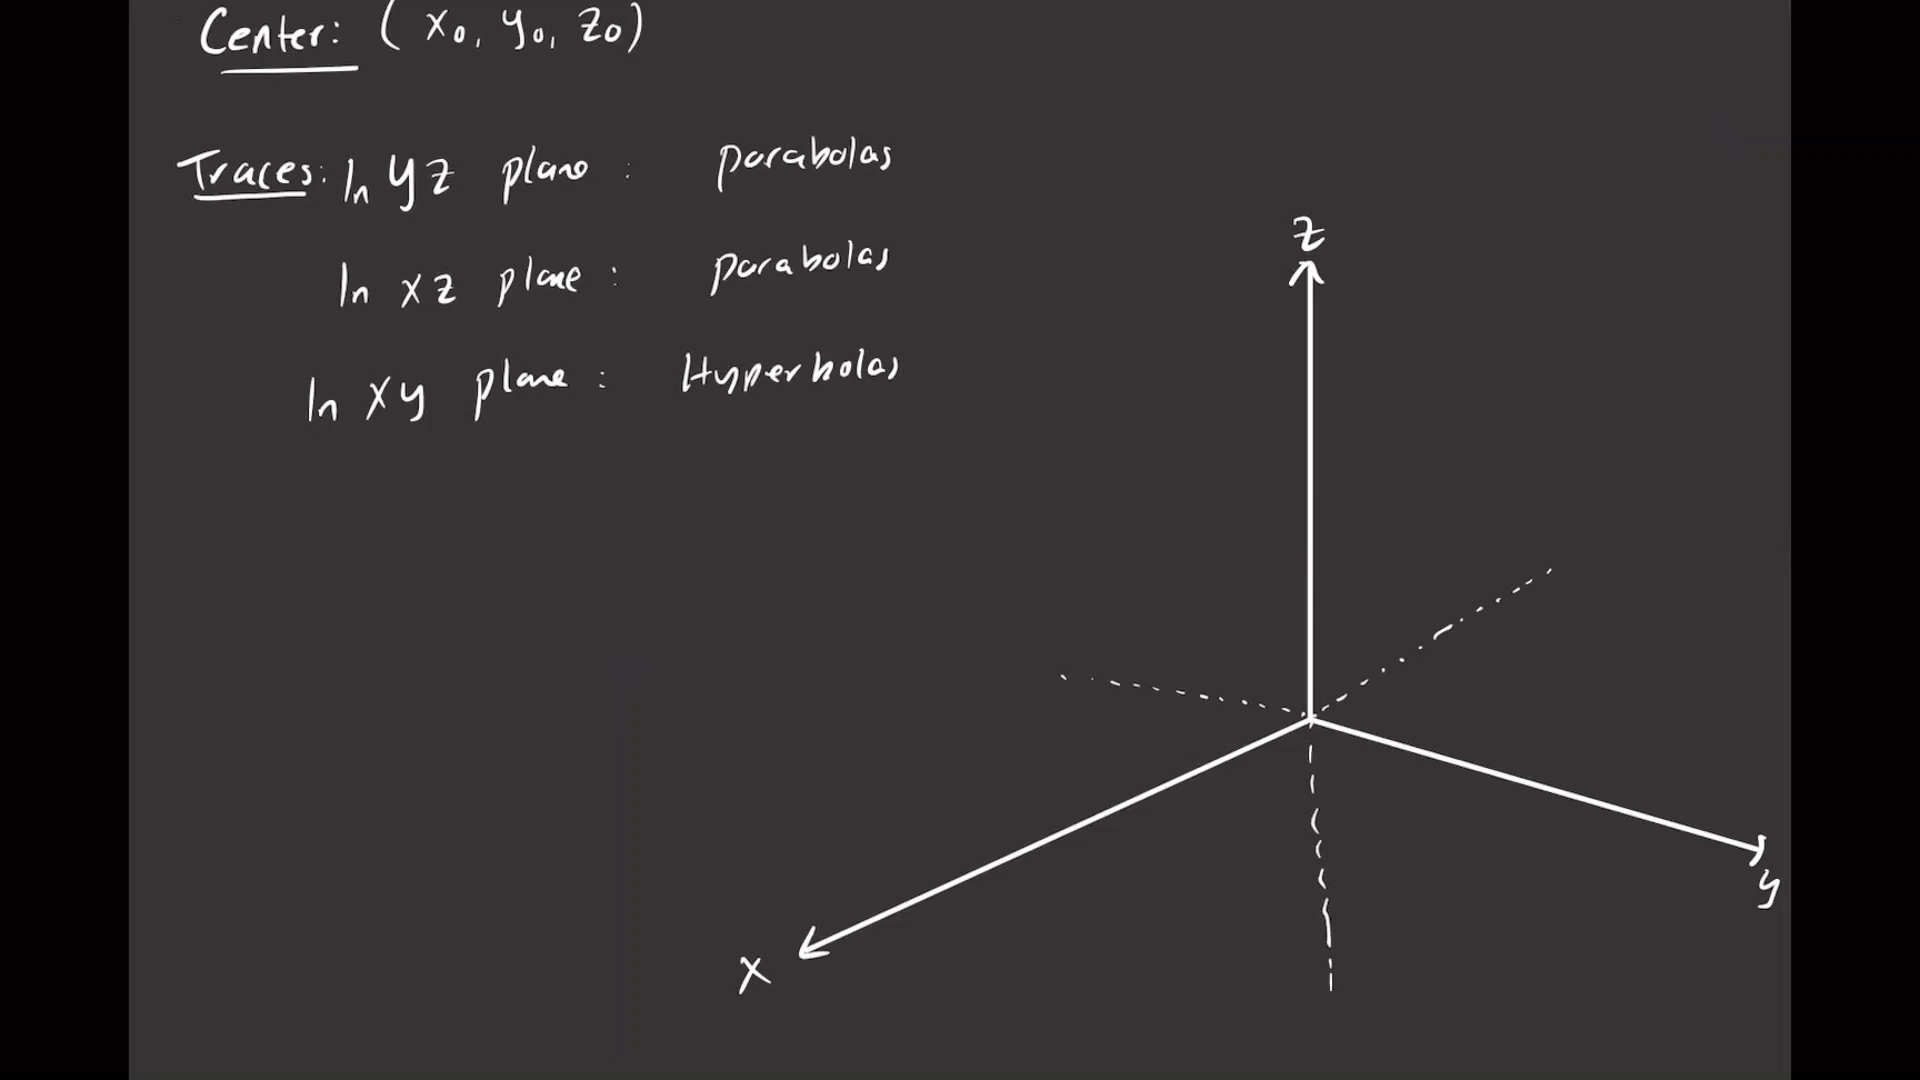 Center: (x₀, y₀, z₀)
Traces: In yz plane : parabolas
In xz plane : parabolas
In xy plane : Hyperbolas
z
y
x